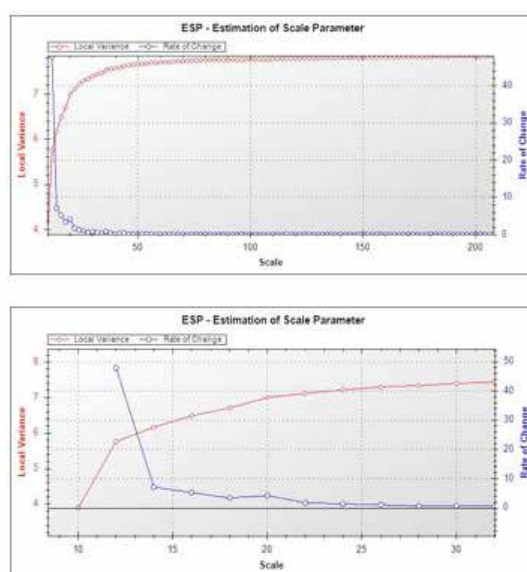 ESP - Estimation of Scale Parameter
Local Variance Rate of Change
7
6
5
4
Local Variance
40
30
20
10
0
Rate of Change
50 100 150 200
Scale
ESP - Estimation of Scale Parameter
Local Variance Rate of Change
8
7
6
5
4
Local Variance
50
40
30
20
10
0
Rate of Change
10 15 20 25 30
Scale